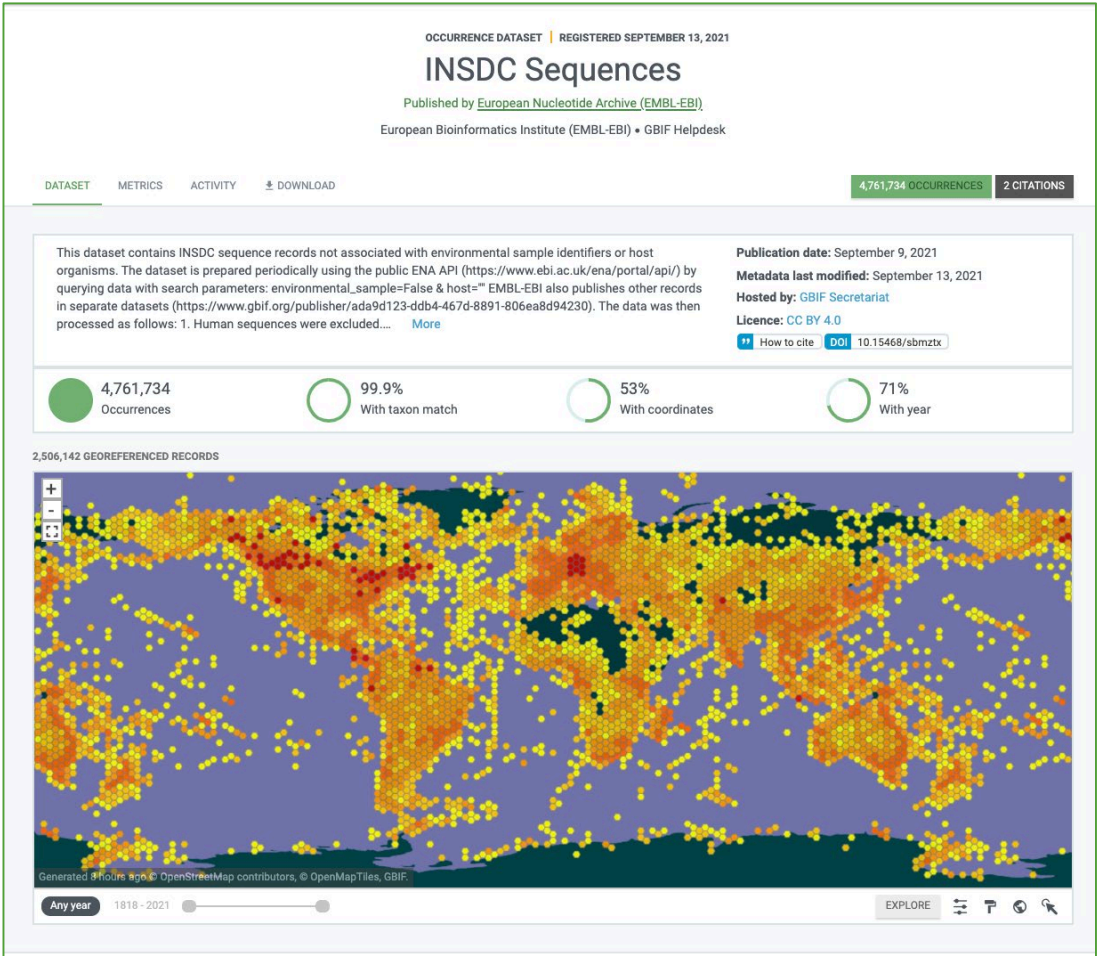 OCCURRENCE DATASET | REGISTERED SEPTEMBER 13, 2021
INSDC Sequences
Published by European Nucleotide Archive (EMBL-EBI)
European Bioinformatics Institute (EMBL-EBI) • GBIF Helpdesk
DATASET METRICS ACTIVITY DOWNLOAD
4,761,734 OCCURRENCES 2 CITATIONS
This dataset contains INSDC sequence records not associated with environmental sample identifiers or host
organisms. The dataset is prepared periodically using the public ENA API (https://www.ebi.ac.uk/ena/portal/api/) by
querying data with search parameters: environmental_sample=False & host="" EMBL-EBI also publishes other records
in separate datasets (https://www.gbif.org/publisher/ada9d123-ddb4-467d-8891-806ea8d94230). The data was then
processed as follows: 1. Human sequences were excluded.... More
Publication date: September 9, 2021
Metadata last modified: September 13, 2021
Hosted by: GBIF Secretariat
Licence: CC BY 4.0
How to cite DOI 10.15468/sbmztx
4,761,734
Occurrences
99.9%
With taxon match
53%
With coordinates
71%
With year
2,506,142 GEOREFERENCED RECORDS
+
-
Generated 8 hours ago © OpenStreetMap contributors, © OpenMapTiles, GBIF.
Any year 1818 - 2021
EXPLORE